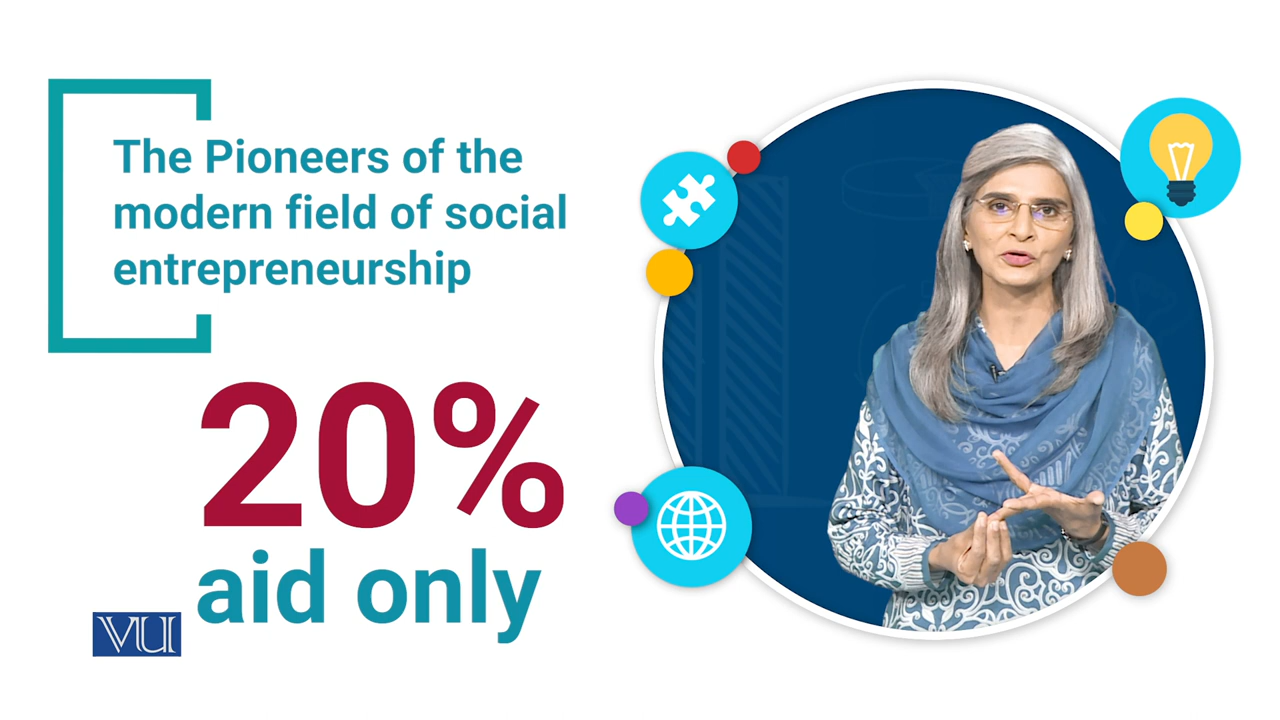 The Pioneers of the
modern field of social
entrepreneurship
20%
aid only
VU